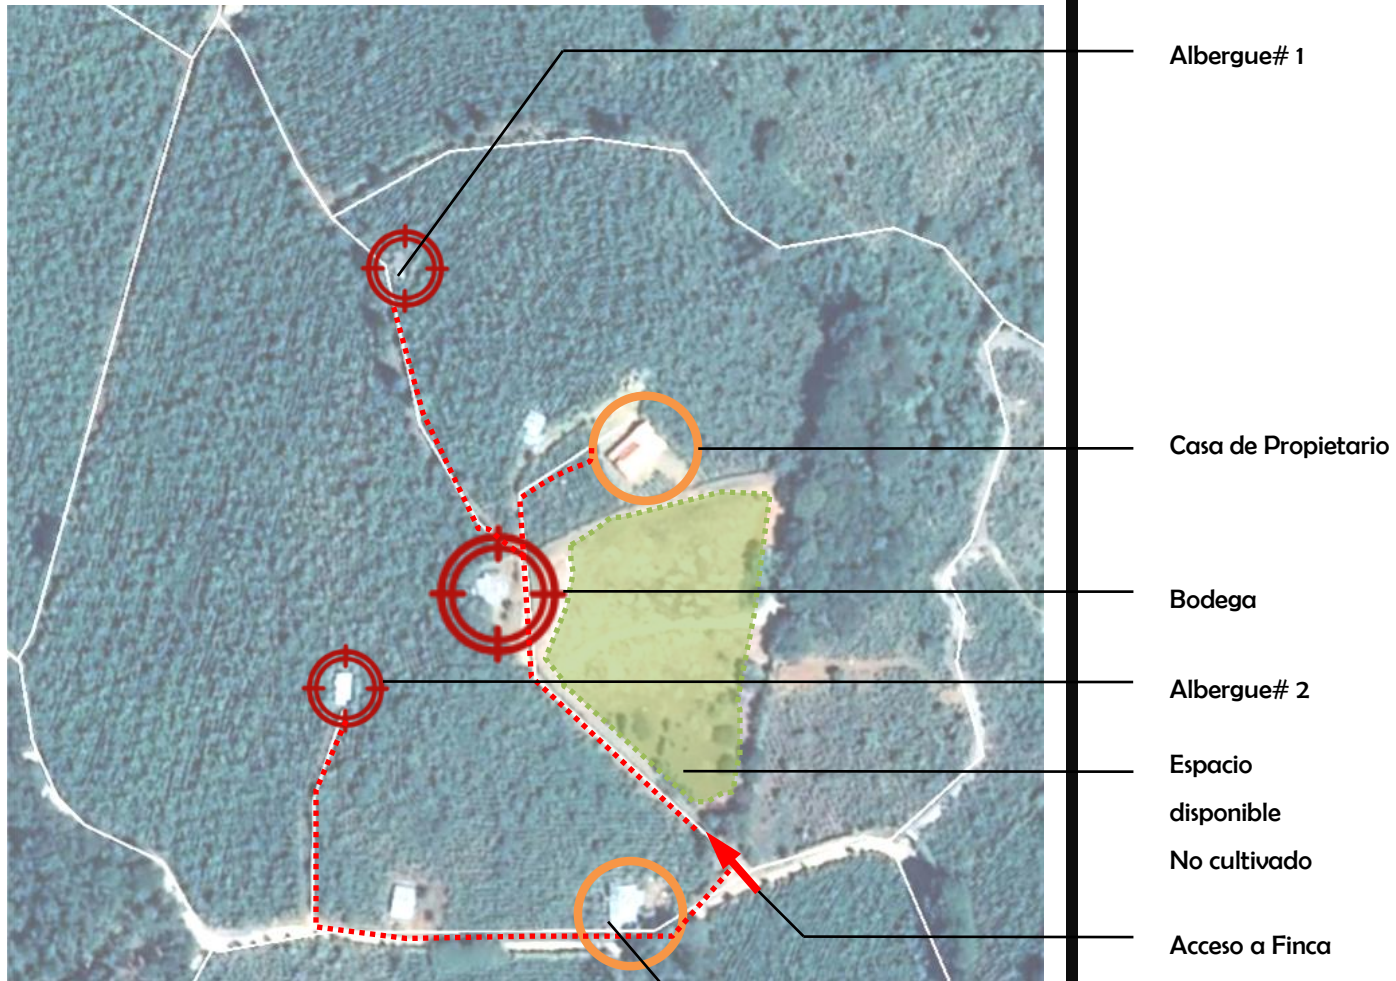 Albergue# 1
Casa de Propietario
Bodega
Albergue# 2
Espacio
disponible
No cultivado
Acceso a Finca